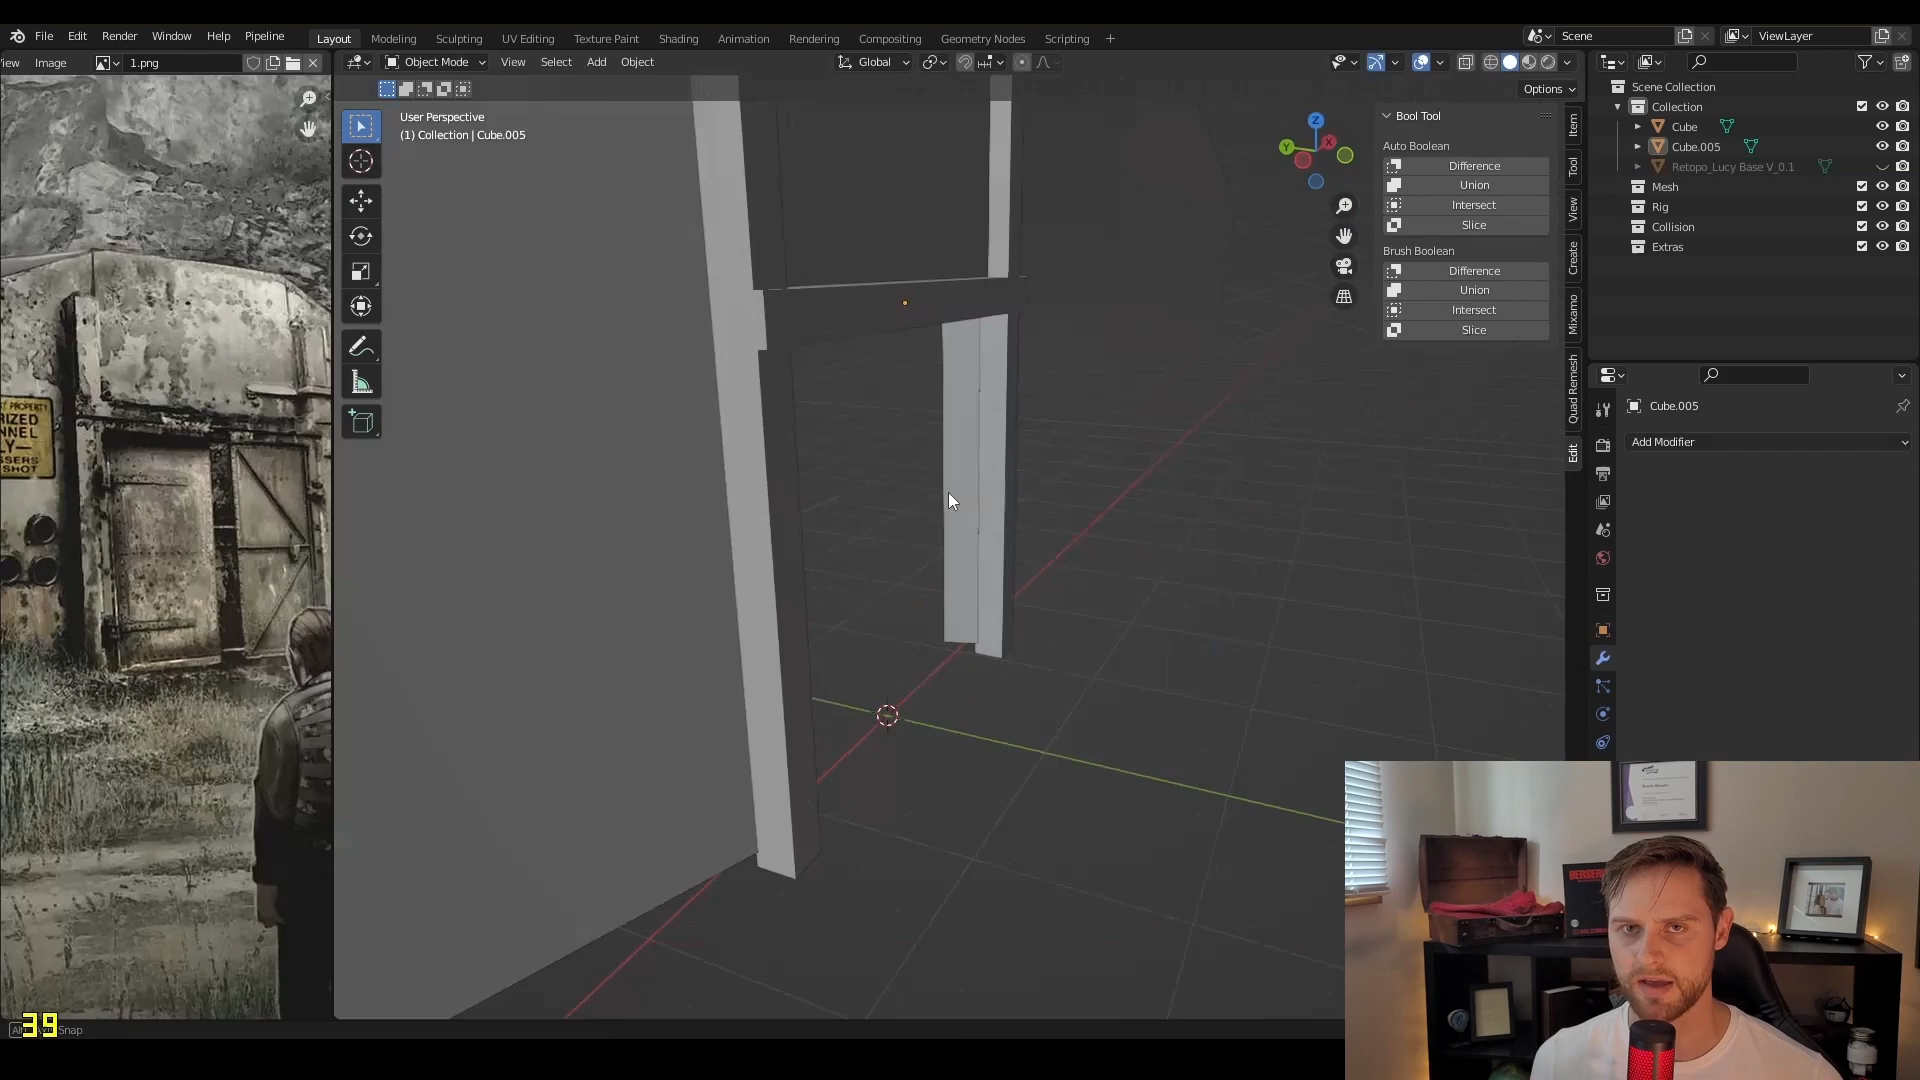 File Edit Render Window Help Pipeline
Layout Modeling Sculpting UV Editing Texture Paint Shading Animation Rendering Compositing Geometry Nodes Scripting +
Scene
ViewLayer
Image
1.png
Object Mode View Select Add Object
Global
Options
User Perspective
(1) Collection | Cube.005
Z
Y
X
Bool Tool
Auto Boolean
Difference
Union
Intersect
Slice
Brush Boolean
Difference
Union
Intersect
Slice
Item
Tool
View
Create
Mixamo
Quad Remesh
Edit
Scene Collection
Collection
Cube
Cube.005
Retopo_Lucy Base V_0.1
Mesh
Rig
Collision
Extras
Cube.005
Add Modifier
PROPERTY
SHOT
BERSER
39
Snap